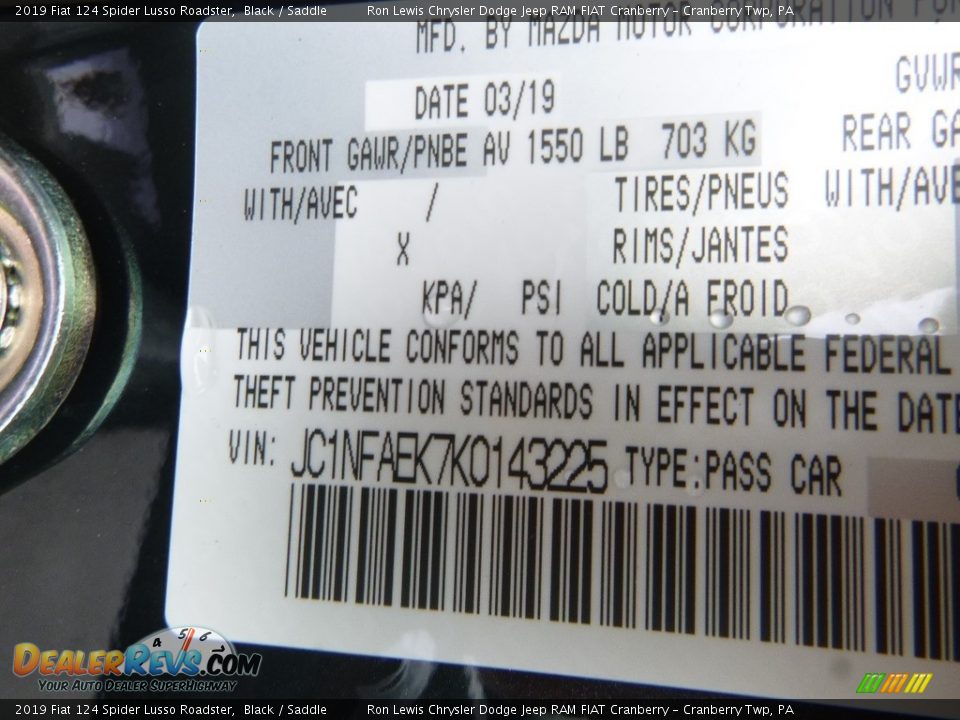 2019 Fiat 124 Spider Lusso Roadster, Black / Saddle Ron Lewis Chrysler Dodge Jeep RAM FIAT Cranberry – Cranberry Twp, PA
MFD. BY MAZDA MOTOR CORPORATION
DATE 03/19 GVWR
FRONT GAWR/PNBE AV 1550 LB 703 KG REAR
WITH/AVEC / TIRES/PNEUS
X RIMS/JANTES
KPA/ PSI COLD/A FROID
THIS VEHICLE CONFORMS TO ALL APPLICABLE FEDERAL
THEFT PREVENTION STANDARDS IN EFFECT ON THE DATE
VIN: JC1NFAEK7K0143225 TYPE:PASS CAR
4 5 6
DEALERREVS.COM
YOUR AUTO DEALER SUPERHIGHWAY
2019 Fiat 124 Spider Lusso Roadster, Black / Saddle Ron Lewis Chrysler Dodge Jeep RAM FIAT Cranberry – Cranberry Twp, PA